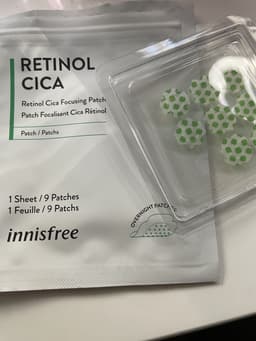 RETINOL
CICA
Retinol Cica Focusing Patch
Patch Focalisant Cica Rétinol
Patch / Patchs
1 Sheet / 9 Patches
1 Feuille / 9 Patchs
innisfree
OVERNIGHT